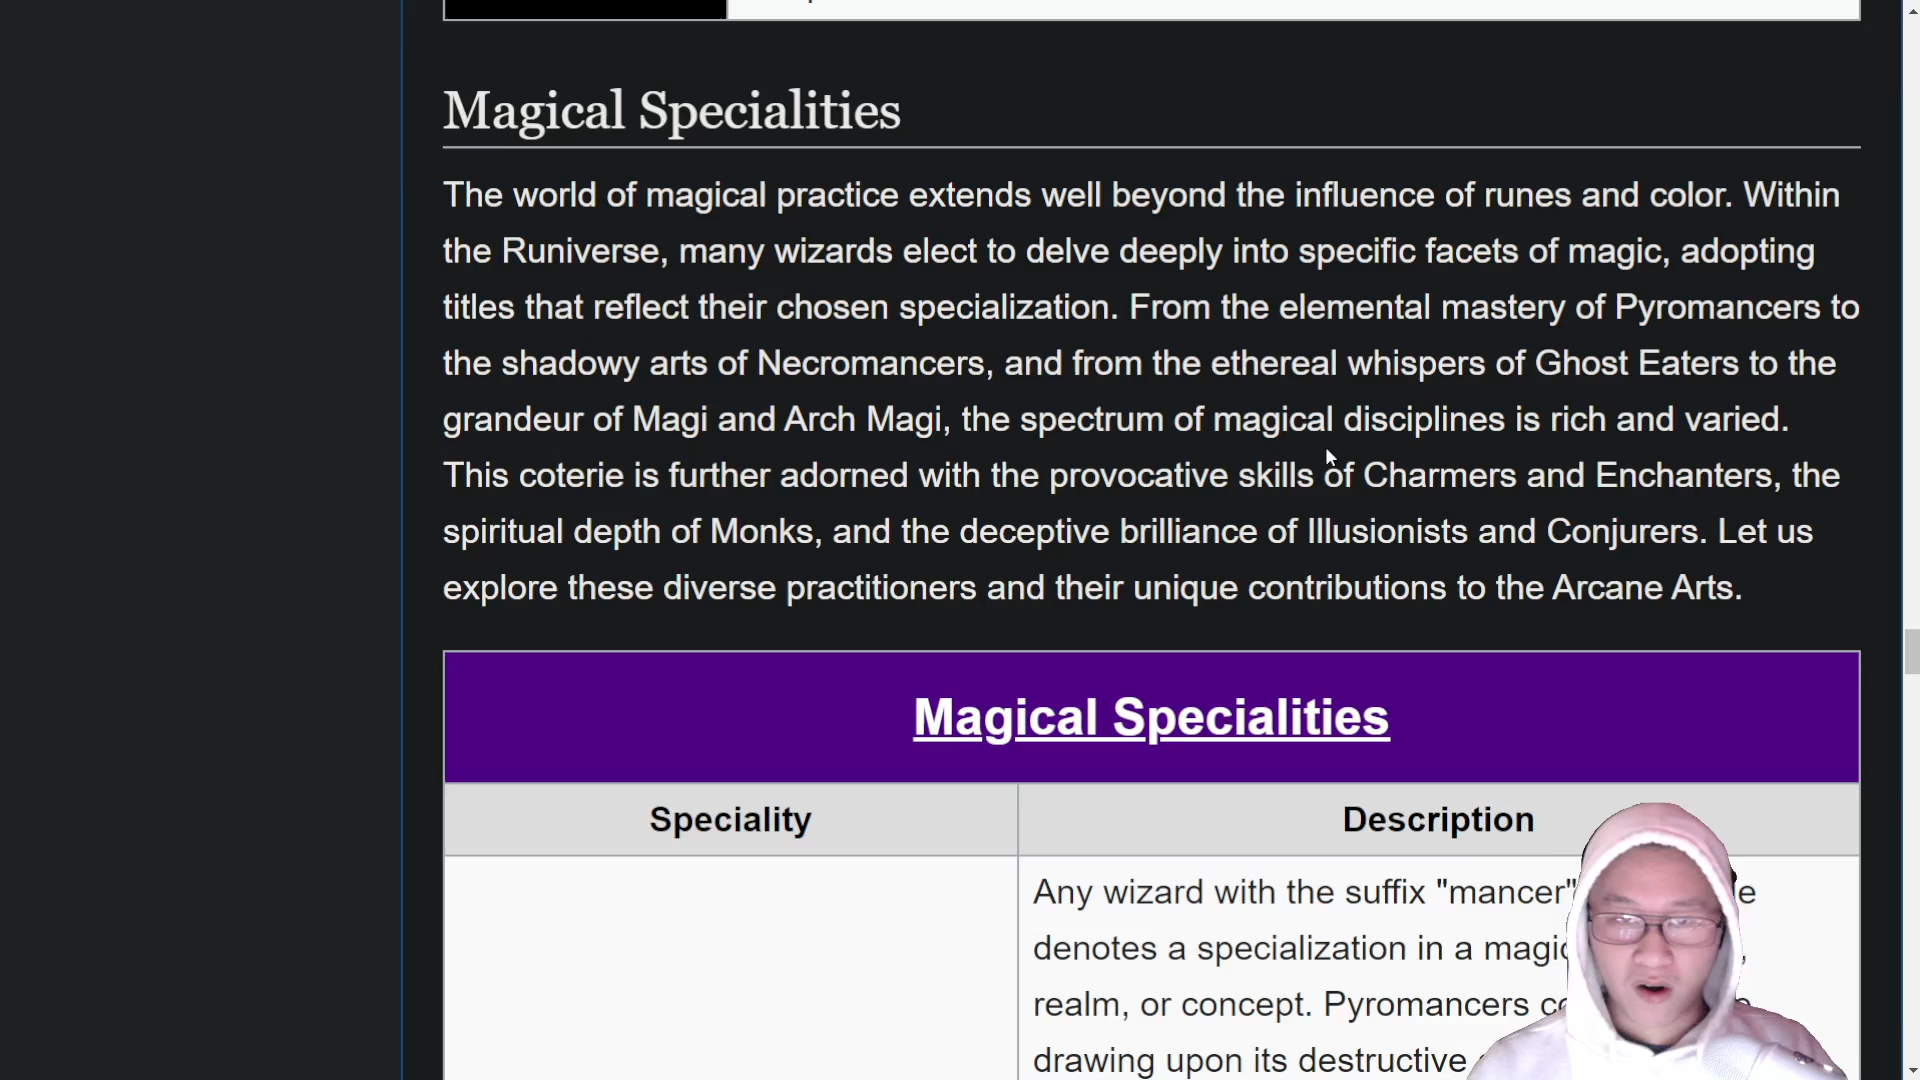 Magical Specialities
The world of magical practice extends well beyond the influence of runes and color. Within
the Runiverse, many wizards elect to delve deeply into specific facets of magic, adopting
titles that reflect their chosen specialization. From the elemental mastery of Pyromancers to
the shadowy arts of Necromancers, and from the ethereal whispers of Ghost Eaters to the
grandeur of Magi and Arch Magi, the spectrum of magical disciplines is rich and varied.
This coterie is further adorned with the provocative skills of Charmers and Enchanters, the
spiritual depth of Monks, and the deceptive brilliance of Illusionists and Conjurers. Let us
explore these diverse practitioners and their unique contributions to the Arcane Arts.
Magical Specialities
Speciality
Description
Any wizard with the suffix "mancer"
denotes a specialization in a
realm, or concept. Pyromancers
drawing upon its destructive